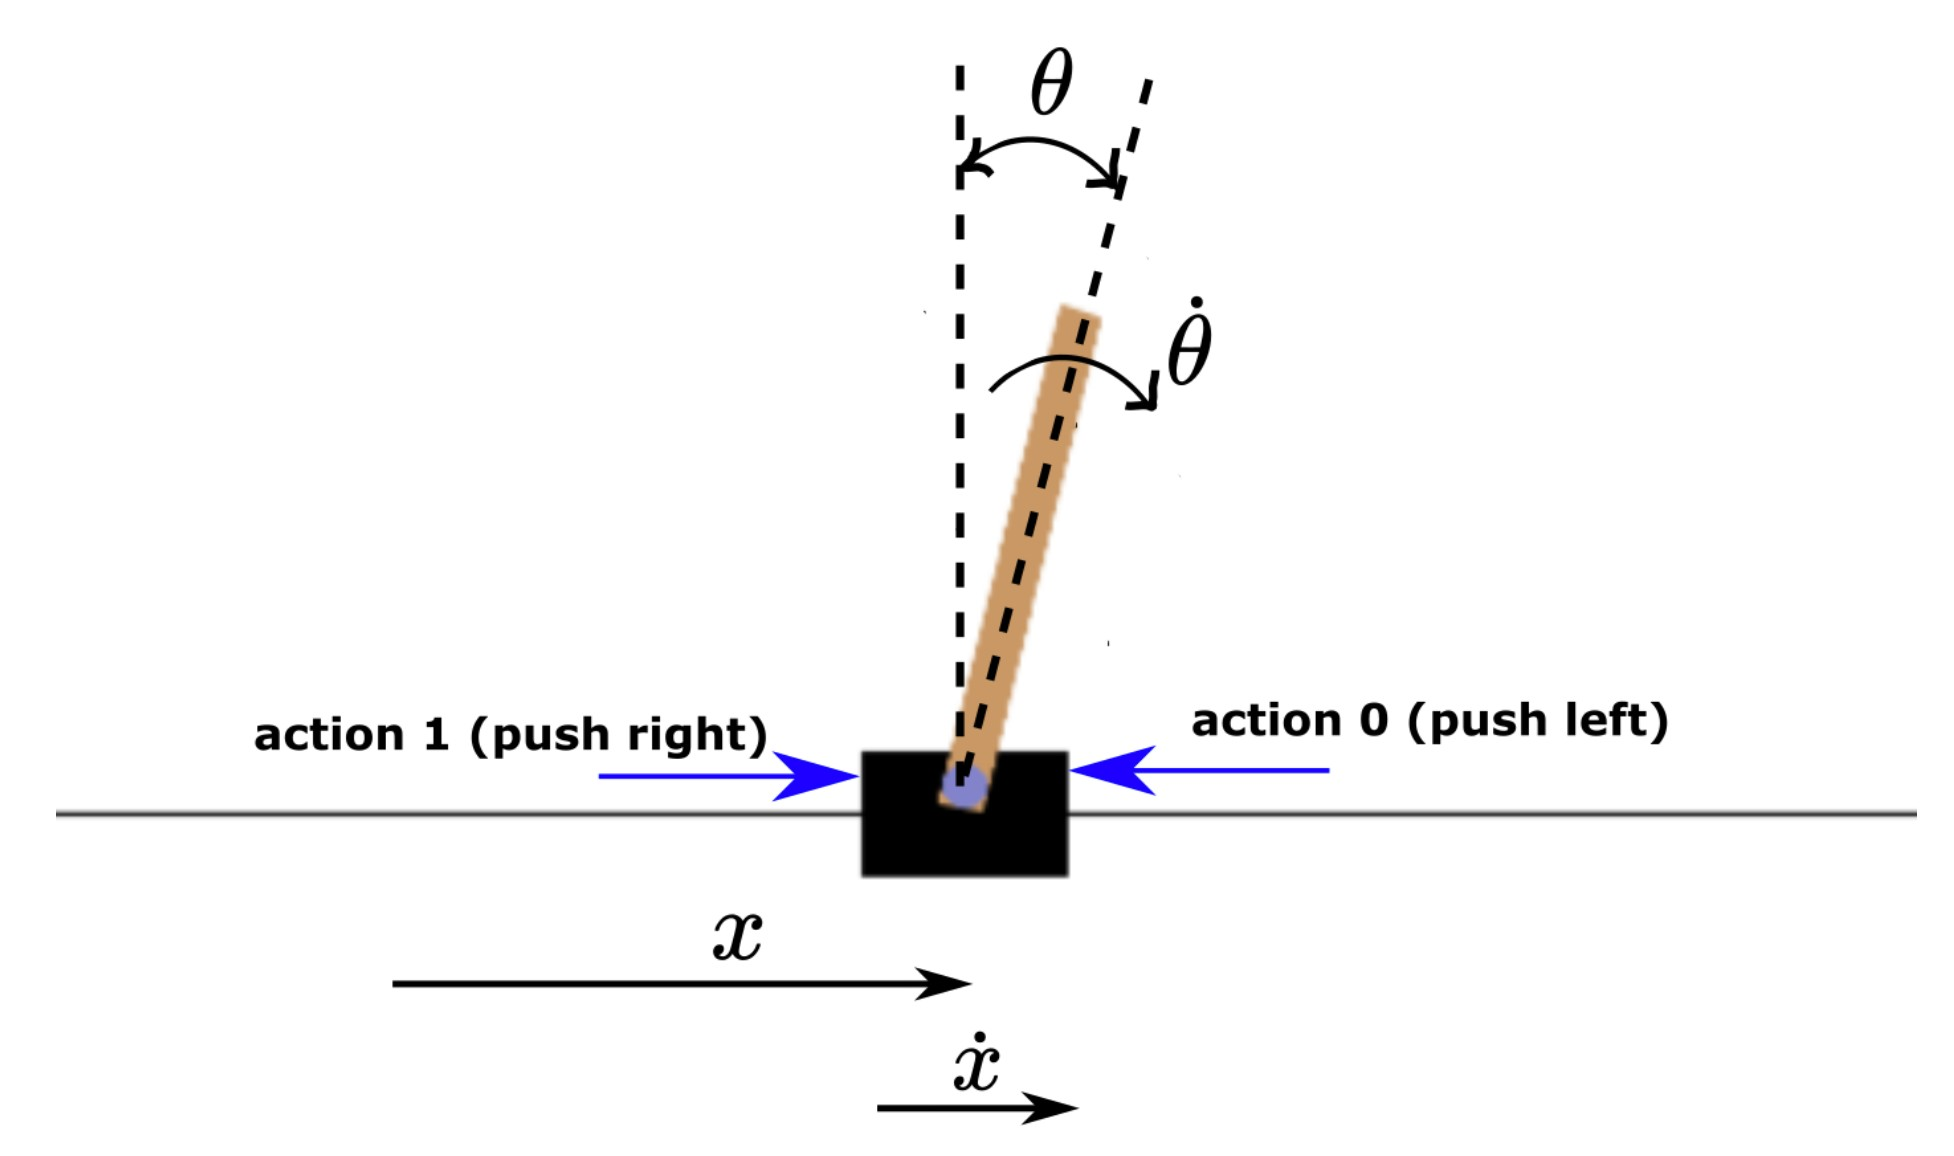 θ
θ̇
action 1 (push right)
action 0 (push left)
x
ẋ